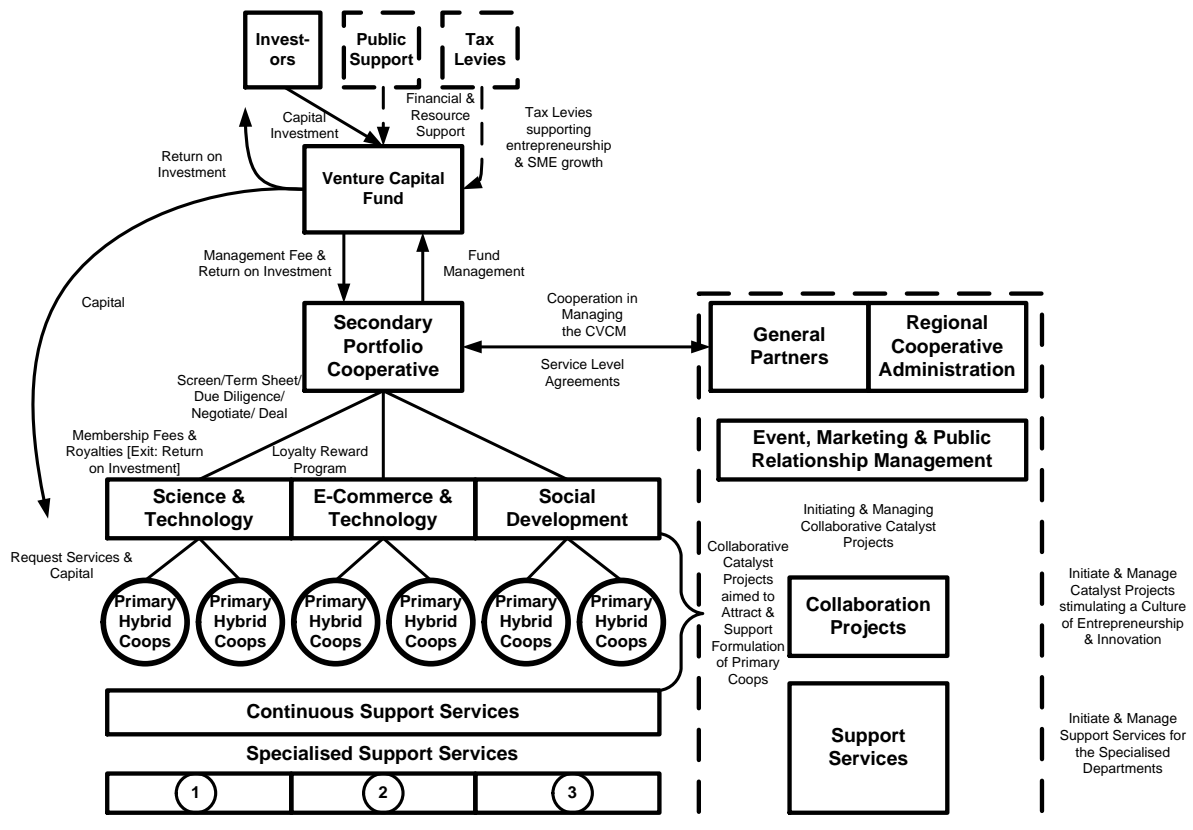 Invest-
ors
Public
Support
Tax
Levies
Capital
Investment
Financial &
Resource
Support
Tax Levies
supporting
entrepreneurship
& SME growth
Return on
Investment
Venture Capital
Fund
Management Fee &
Return on Investment
Fund
Management
Capital
Secondary
Portfolio
Cooperative
Cooperation in
Managing
the CVCM
Service Level
Agreements
General
Partners
Regional
Cooperative
Administration
Screen/Term Sheet/
Due Diligence/
Negotiate/ Deal
Membership Fees &
Royalties [Exit: Return
on Investment]
Loyalty Reward
Program
Event, Marketing & Public
Relationship Management
Science &
Technology
E-Commerce &
Technology
Social
Development
Initiating & Managing
Collaborative Catalyst
Projects
Request Services &
Capital
Primary
Hybrid
Coops
Primary
Hybrid
Coops
Primary
Hybrid
Coops
Primary
Hybrid
Coops
Primary
Hybrid
Coops
Primary
Hybrid
Coops
Collaborative
Catalyst
Projects
aimed to
Attract &
Support
Formulation
of Primary
Coops
Collaboration
Projects
Initiate & Manage
Catalyst Projects
stimulating a Culture
of Entrepreneurship
& Innovation
Continuous Support Services
Support
Services
Initiate & Manage
Support Services for
the Specialised
Departments
Specialised Support Services
1
2
3